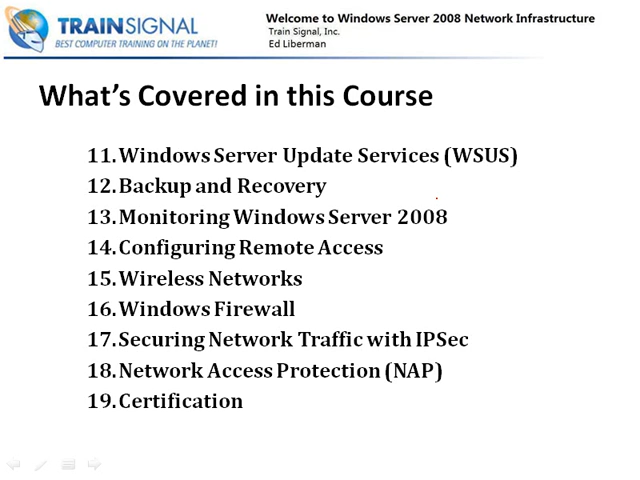 TRAINSIGNAL
BEST COMPUTER TRAINING ON THE PLANET!
Welcome to Windows Server 2008 Network Infrastructure
Train Signal, Inc.
Ed Liberman
What's Covered in this Course
11. Windows Server Update Services (WSUS)
12. Backup and Recovery
13. Monitoring Windows Server 2008
14. Configuring Remote Access
15. Wireless Networks
16. Windows Firewall
17. Securing Network Traffic with IPSec
18. Network Access Protection (NAP)
19. Certification